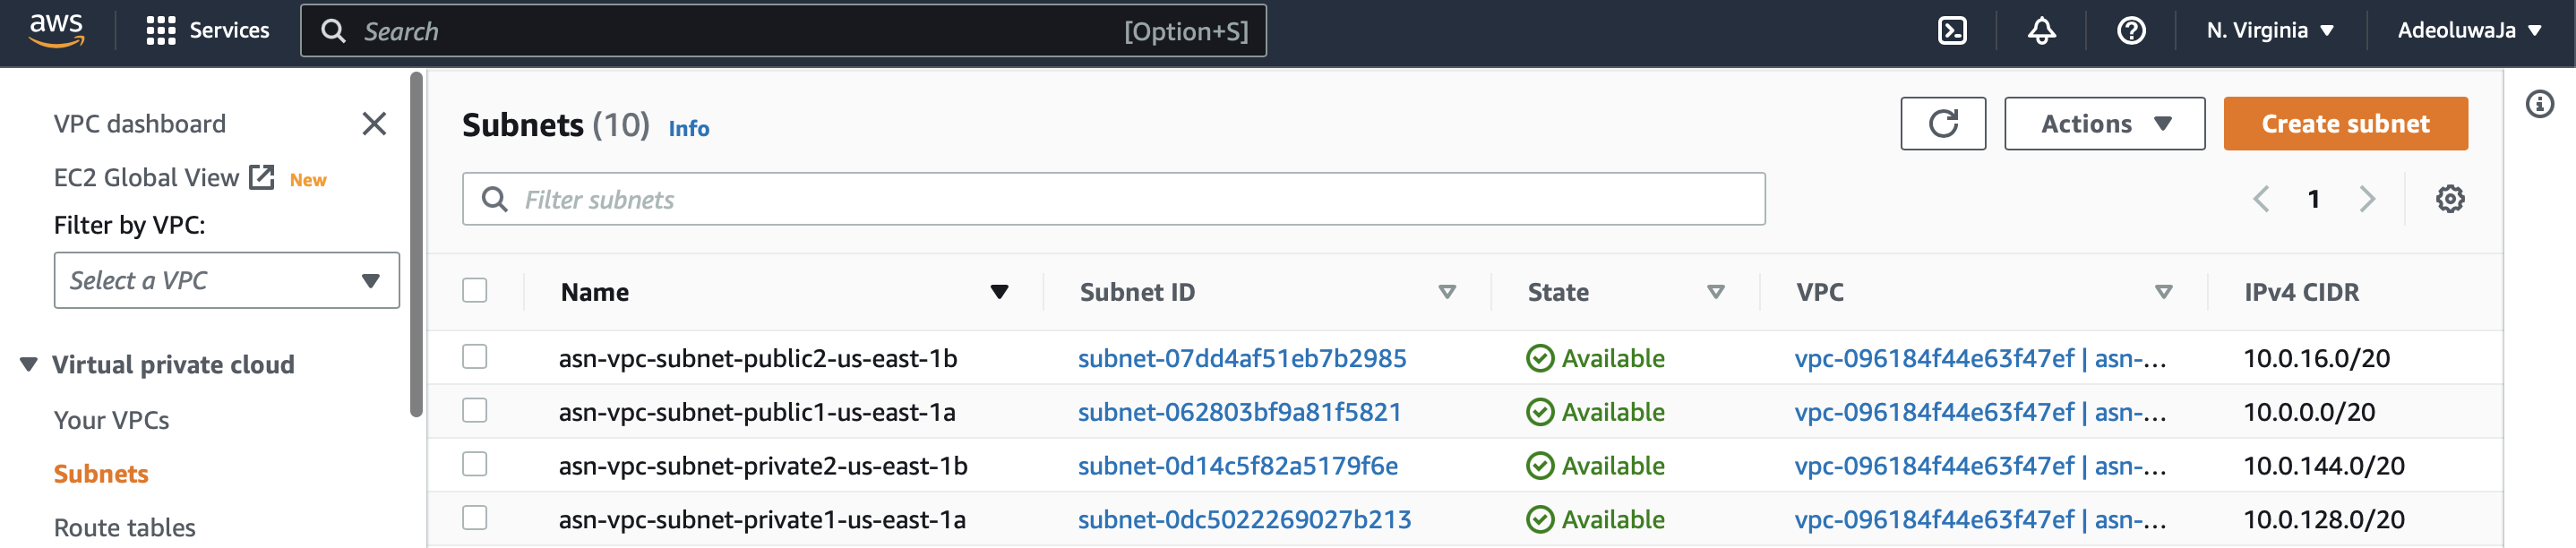 aws
Services
Search
[Option+S]
N. Virginia
AdeoluwaJa
VPC dashboard
EC2 Global View New
Filter by VPC:
Select a VPC
Virtual private cloud
Your VPCs
Subnets
Route tables
Subnets (10) Info
Actions
Create subnet
Filter subnets
1
Name Subnet ID State VPC IPv4 CIDR
asn-vpc-subnet-public2-us-east-1b subnet-07dd4af51eb7b2985 Available vpc-096184f44e63f47ef | asn-... 10.0.16.0/20
asn-vpc-subnet-public1-us-east-1a subnet-062803bf9a81f5821 Available vpc-096184f44e63f47ef | asn-... 10.0.0.0/20
asn-vpc-subnet-private2-us-east-1b subnet-0d14c5f82a5179f6e Available vpc-096184f44e63f47ef | asn-... 10.0.144.0/20
asn-vpc-subnet-private1-us-east-1a subnet-0dc5022269027b213 Available vpc-096184f44e63f47ef | asn-... 10.0.128.0/20